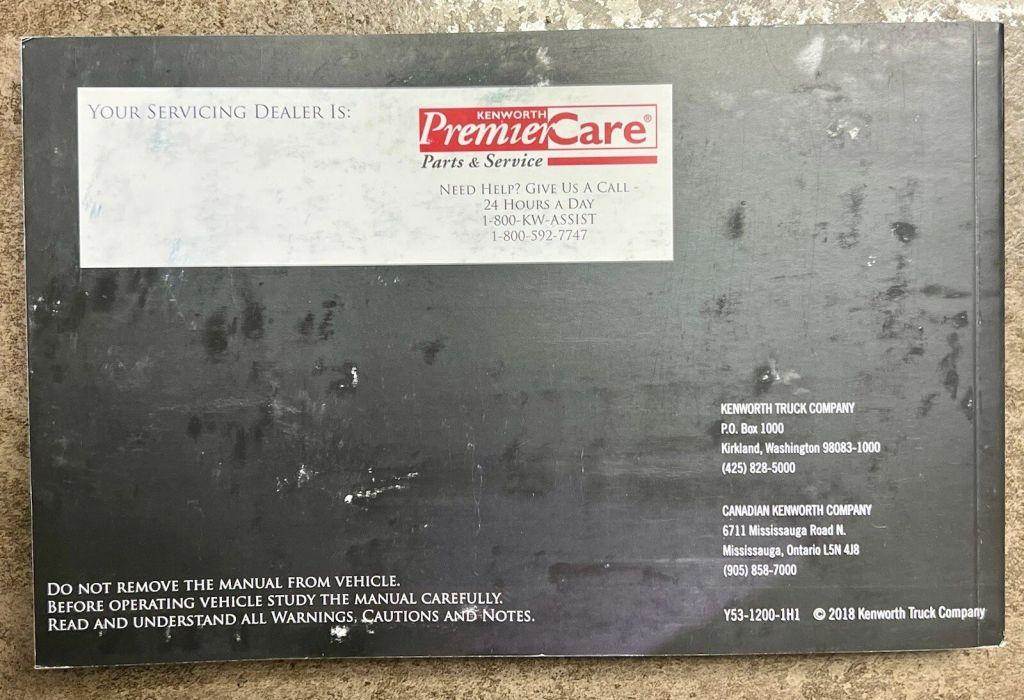 YOUR SERVICING DEALER IS:
KENWORTH
PremierCare®
Parts & Service
NEED HELP? GIVE US A CALL -
24 HOURS A DAY
1-800-KW-ASSIST
1-800-592-7747
KENWORTH TRUCK COMPANY
P.O. Box 1000
Kirkland, Washington 98083-1000
(425) 828-5000
CANADIAN KENWORTH COMPANY
6711 Mississauga Road N.
Mississauga, Ontario L5N 4J8
(905) 858-7000
DO NOT REMOVE THE MANUAL FROM VEHICLE.
BEFORE OPERATING VEHICLE STUDY THE MANUAL CAREFULLY.
READ AND UNDERSTAND ALL WARNINGS, CAUTIONS AND NOTES.
Y53-1200-1H1 © 2018 Kenworth Truck Company